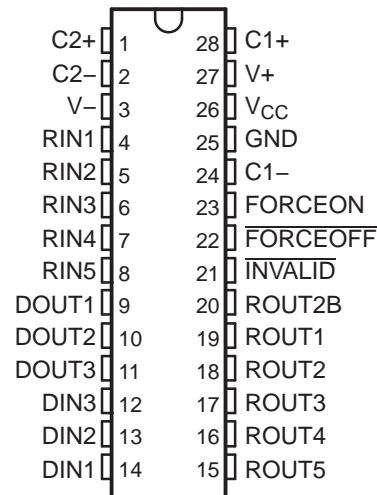 C2+ 1 28 C1+
C2− 2 27 V+
V− 3 26 VCC
RIN1 4 25 GND
RIN2 5 24 C1−
RIN3 6 23 FORCEON
RIN4 7 22 FORCEOFF
RIN5 8 21 INVALID
DOUT1 9 20 ROUT2B
DOUT2 10 19 ROUT1
DOUT3 11 18 ROUT2
DIN3 12 17 ROUT3
DIN2 13 16 ROUT4
DIN1 14 15 ROUT5